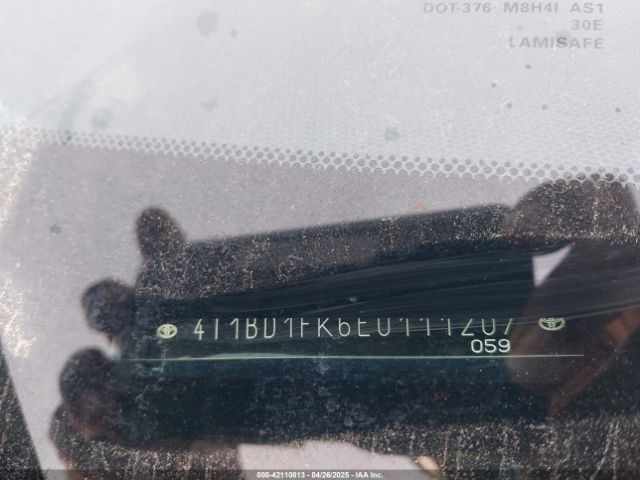 DOT-376 M8H4I AS1
30E
LAMISAFE
4T1BD1FK6EU111207
059
000-42110813 - 04/26/2025 - IAA Inc.